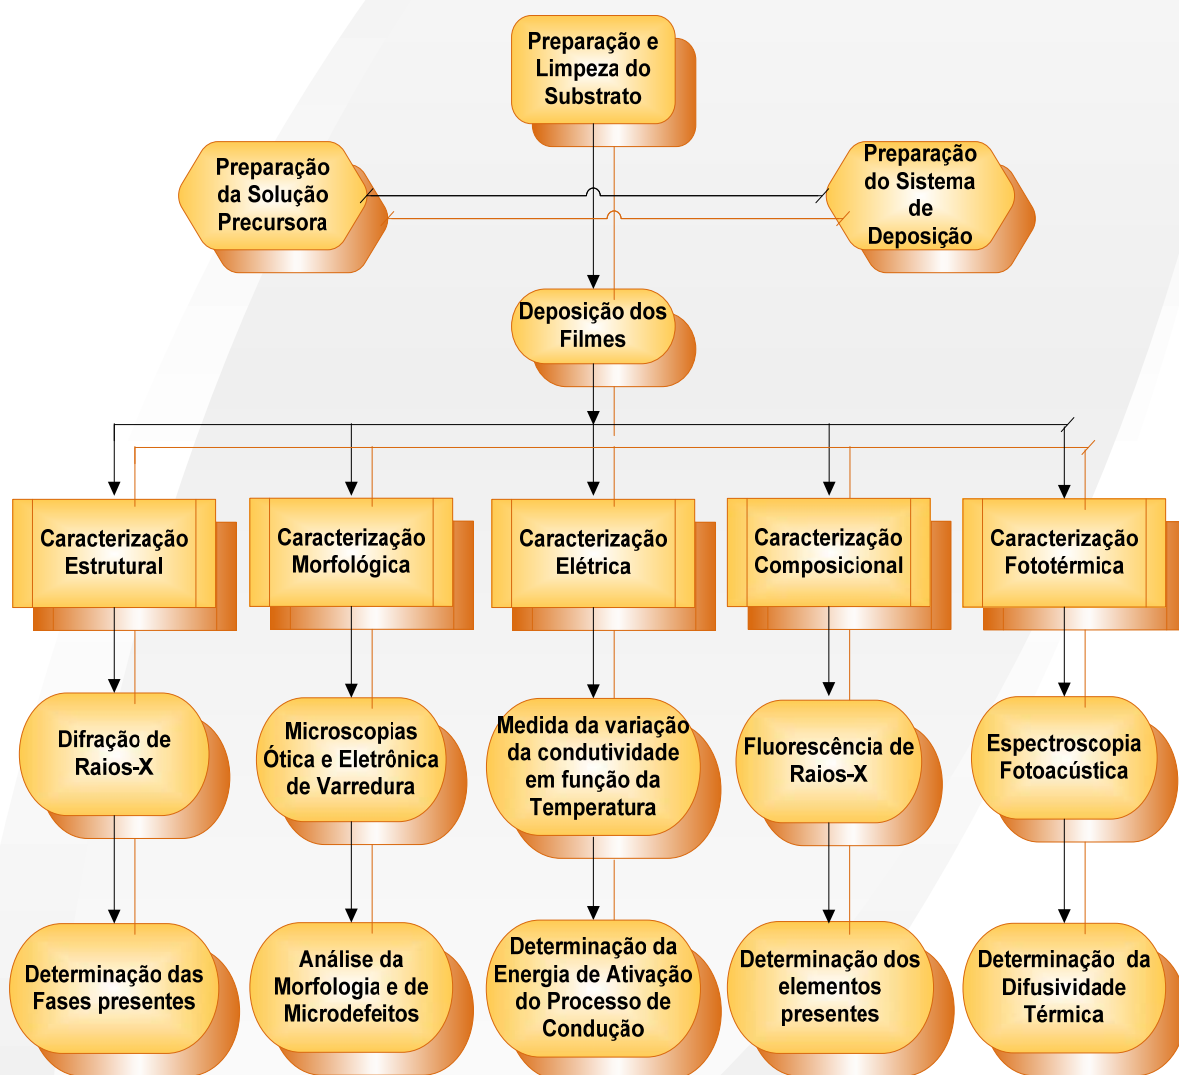 Preparação e
Limpeza do
Substrato
Preparação
da Solução
Precursora
Preparação
do Sistema
de
Deposição
Deposição dos
Filmes
Caracterização
Estrutural
Caracterização
Morfológica
Caracterização
Elétrica
Caracterização
Composicional
Caracterização
Fototérmica
Difração de
Raios-X
Microscopias
Ótica e Eletrônica
de Varredura
Medida da variação
da condutividade
em função da
Temperatura
Fluorescência de
Raios-X
Espectroscopia
Fotoacústica
Determinação das
Fases presentes
Análise da
Morfologia e de
Microdefeitos
Determinação da
Energia de Ativação
do Processo de
Condução
Determinação dos
elementos
presentes
Determinação da
Difusividade
Térmica